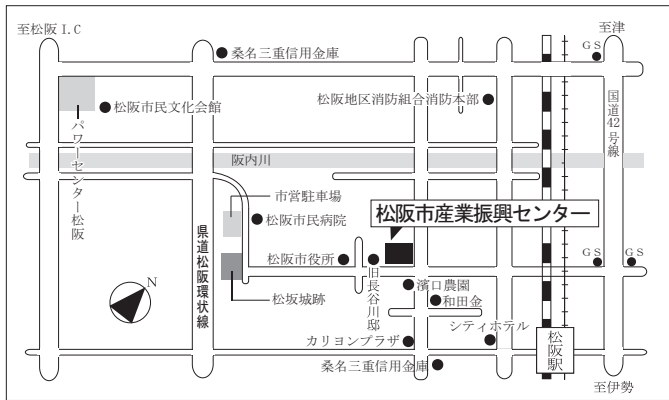 至松阪 I.C
至津
桑名三重信用金庫
GS
松阪市民文化会館
松阪地区消防組合消防本部
国道42号線
パワーセンター松阪
阪内川
市営駐車場
松阪市民病院
松阪市産業振興センター
県道松阪環状線
松阪市役所
旧長谷川邸
GS
GS
濱口農園
和田金
松坂城跡
N
カリヨンプラザ
シティホテル
松阪駅
桑名三重信用金庫
至伊勢